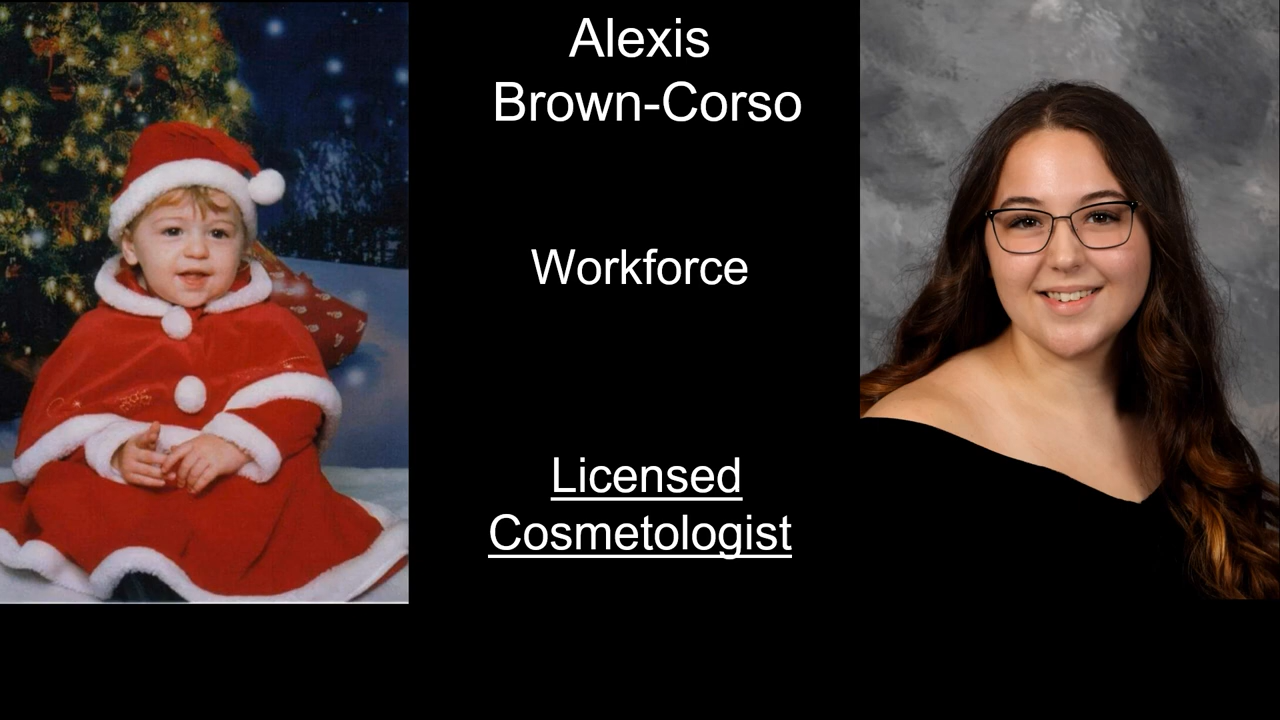 Alexis
Brown-Corso
Workforce
Licensed
Cosmetologist